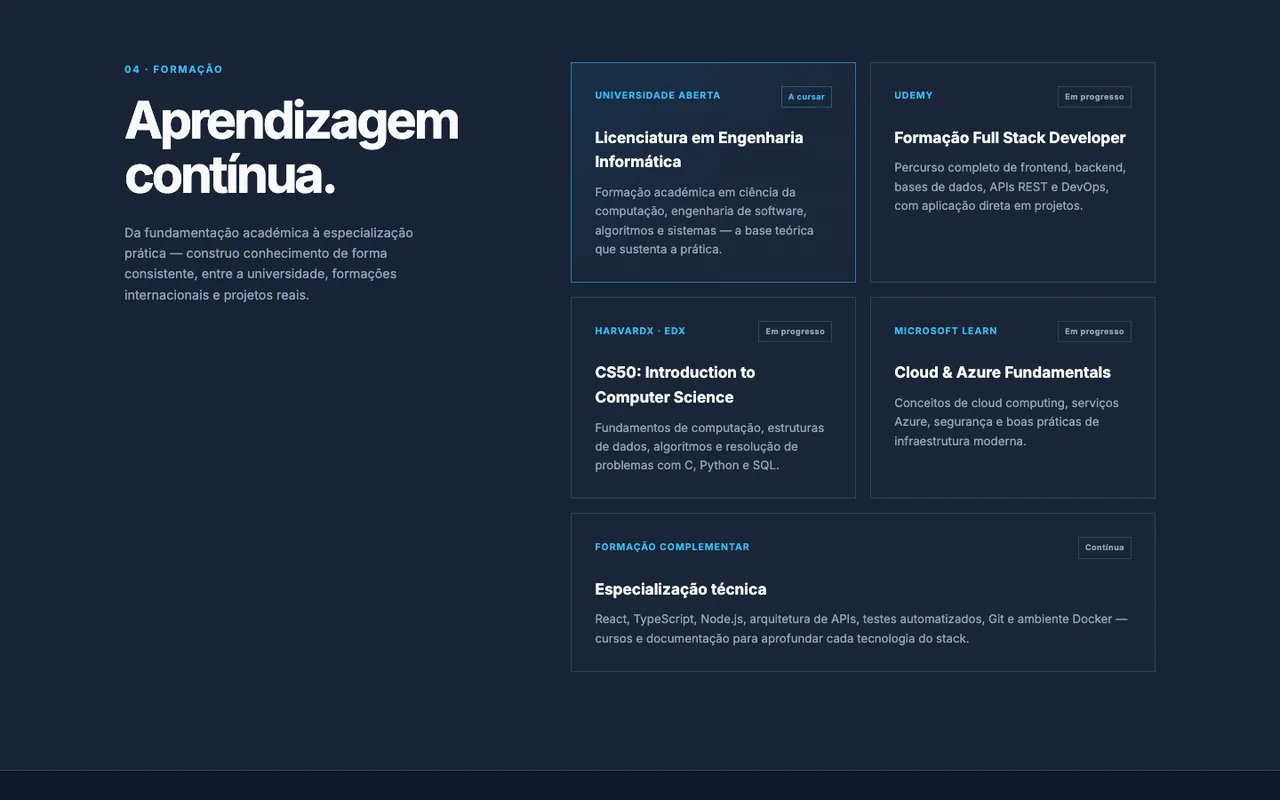 04 · FORMAÇÃO
Aprendizagem
contínua.
Da fundamentação académica à especialização
prática — construo conhecimento de forma
consistente, entre a universidade, formações
internacionais e projetos reais.
UNIVERSIDADE ABERTA
A cursar
Licenciatura em Engenharia
Informática
Formação académica em ciência da
computação, engenharia de software,
algoritmos e sistemas — a base teórica
que sustenta a prática.
UDEMY
Em progresso
Formação Full Stack Developer
Percurso completo de frontend, backend,
bases de dados, APIs REST e DevOps,
com aplicação direta em projetos.
HARVARDX · EDX
Em progresso
CS50: Introduction to
Computer Science
Fundamentos de computação, estruturas
de dados, algoritmos e resolução de
problemas com C, Python e SQL.
MICROSOFT LEARN
Em progresso
Cloud & Azure Fundamentals
Conceitos de cloud computing, serviços
Azure, segurança e boas práticas de
infraestrutura moderna.
FORMAÇÃO COMPLEMENTAR
Contínua
Especialização técnica
React, TypeScript, Node.js, arquitetura de APIs, testes automatizados, Git e ambiente Docker —
cursos e documentação para aprofundar cada tecnologia do stack.